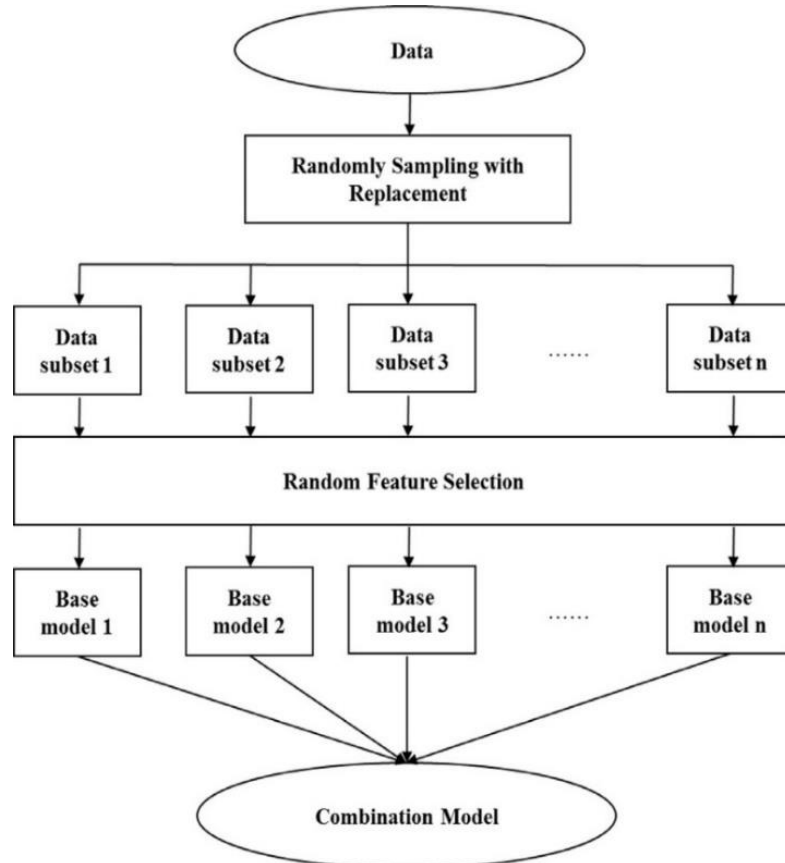 Data
Randomly Sampling with
Replacement
Data
subset 1
Data
subset 2
Data
subset 3
......
Data
subset n
Random Feature Selection
Base
model 1
Base
model 2
Base
model 3
......
Base
model n
Combination Model